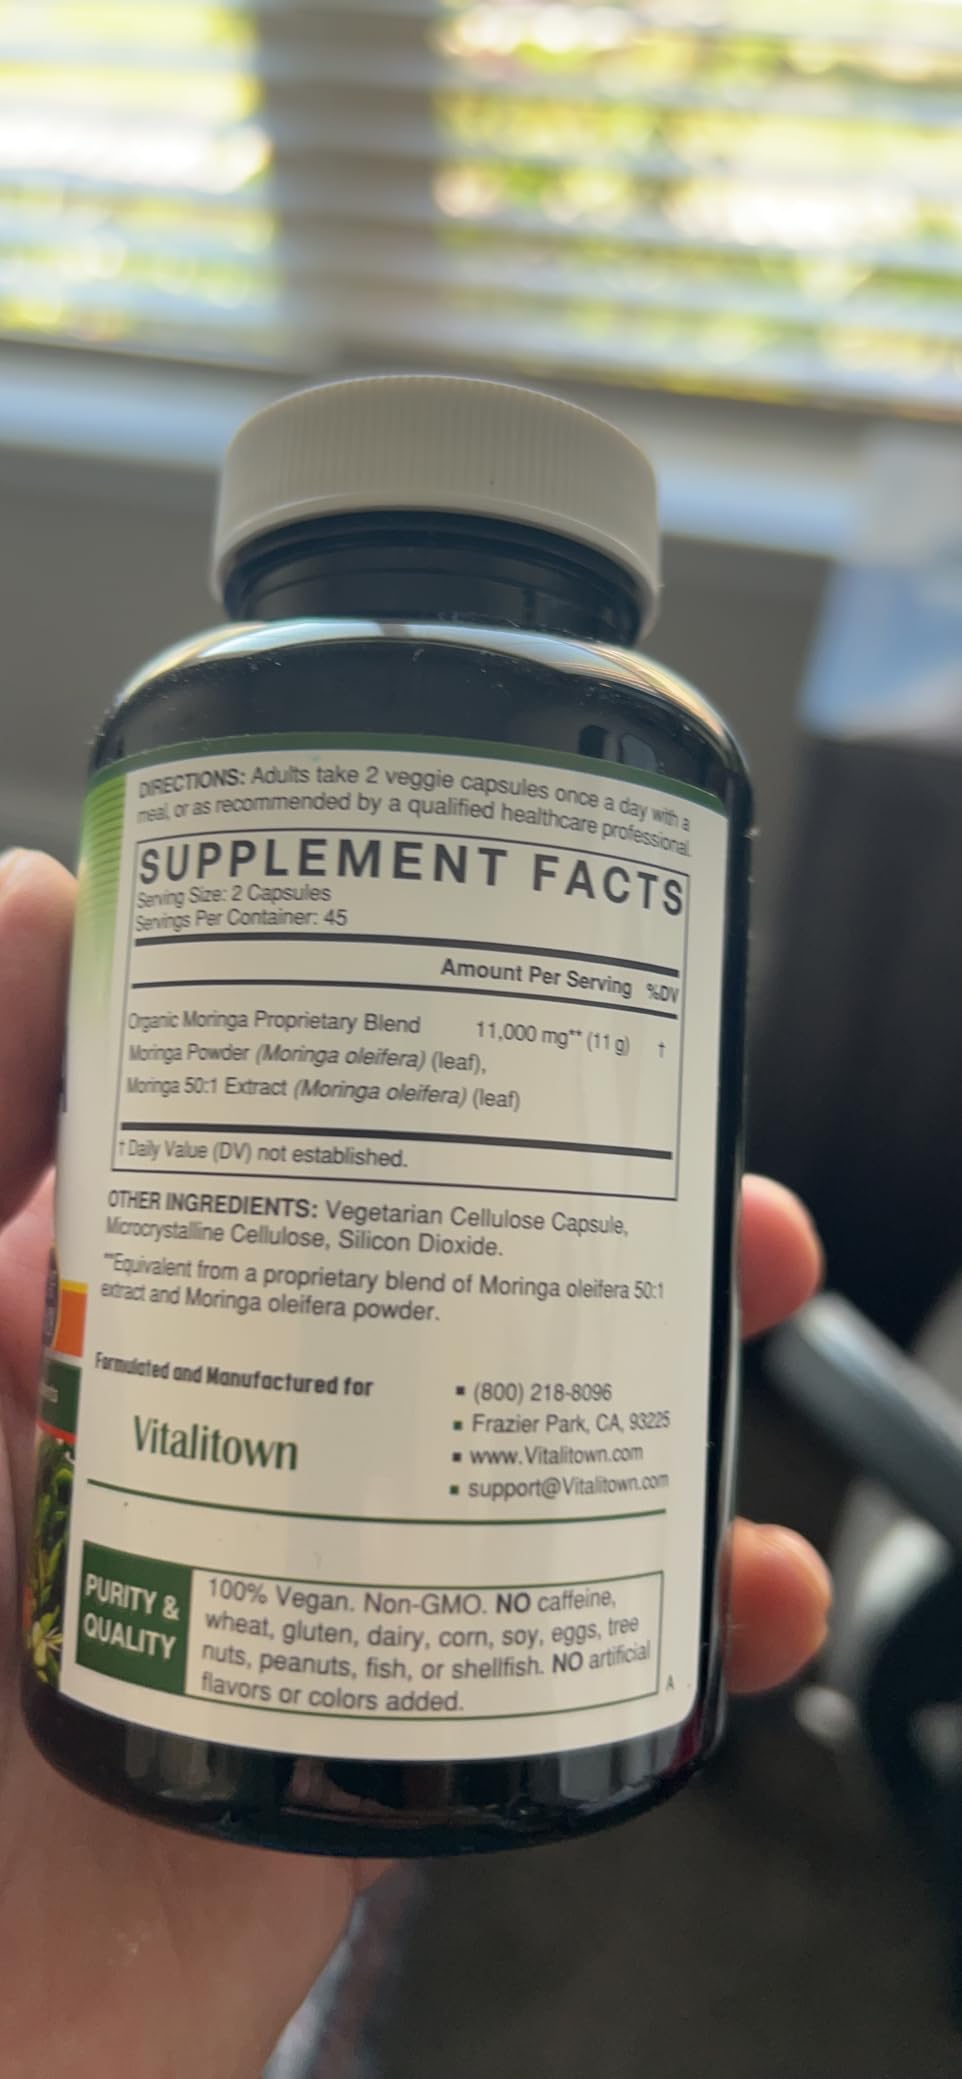 DIRECTIONS: Adults take 2 veggie capsules once a day with a
meal, or as recommended by a qualified healthcare professional.
SUPPLEMENT FACTS
Serving Size: 2 Capsules
Servings Per Container: 45
Amount Per Serving %DV
Organic Moringa Proprietary Blend 11,000 mg** (11 g) †
Moringa Powder (Moringa oleifera) (leaf),
Moringa 50:1 Extract (Moringa oleifera) (leaf)
† Daily Value (DV) not established.
OTHER INGREDIENTS: Vegetarian Cellulose Capsule,
Microcrystalline Cellulose, Silicon Dioxide.
**Equivalent from a proprietary blend of Moringa oleifera 50:1
extract and Moringa oleifera powder.
Formulated and Manufactured for
Vitalitown
▪ (800) 218-8096
▪ Frazier Park, CA, 93225
▪ www.Vitalitown.com
▪ support@Vitalitown.com
PURITY &
QUALITY
100% Vegan. Non-GMO. NO caffeine,
wheat, gluten, dairy, corn, soy, eggs, tree
nuts, peanuts, fish, or shellfish. NO artificial
flavors or colors added.
A